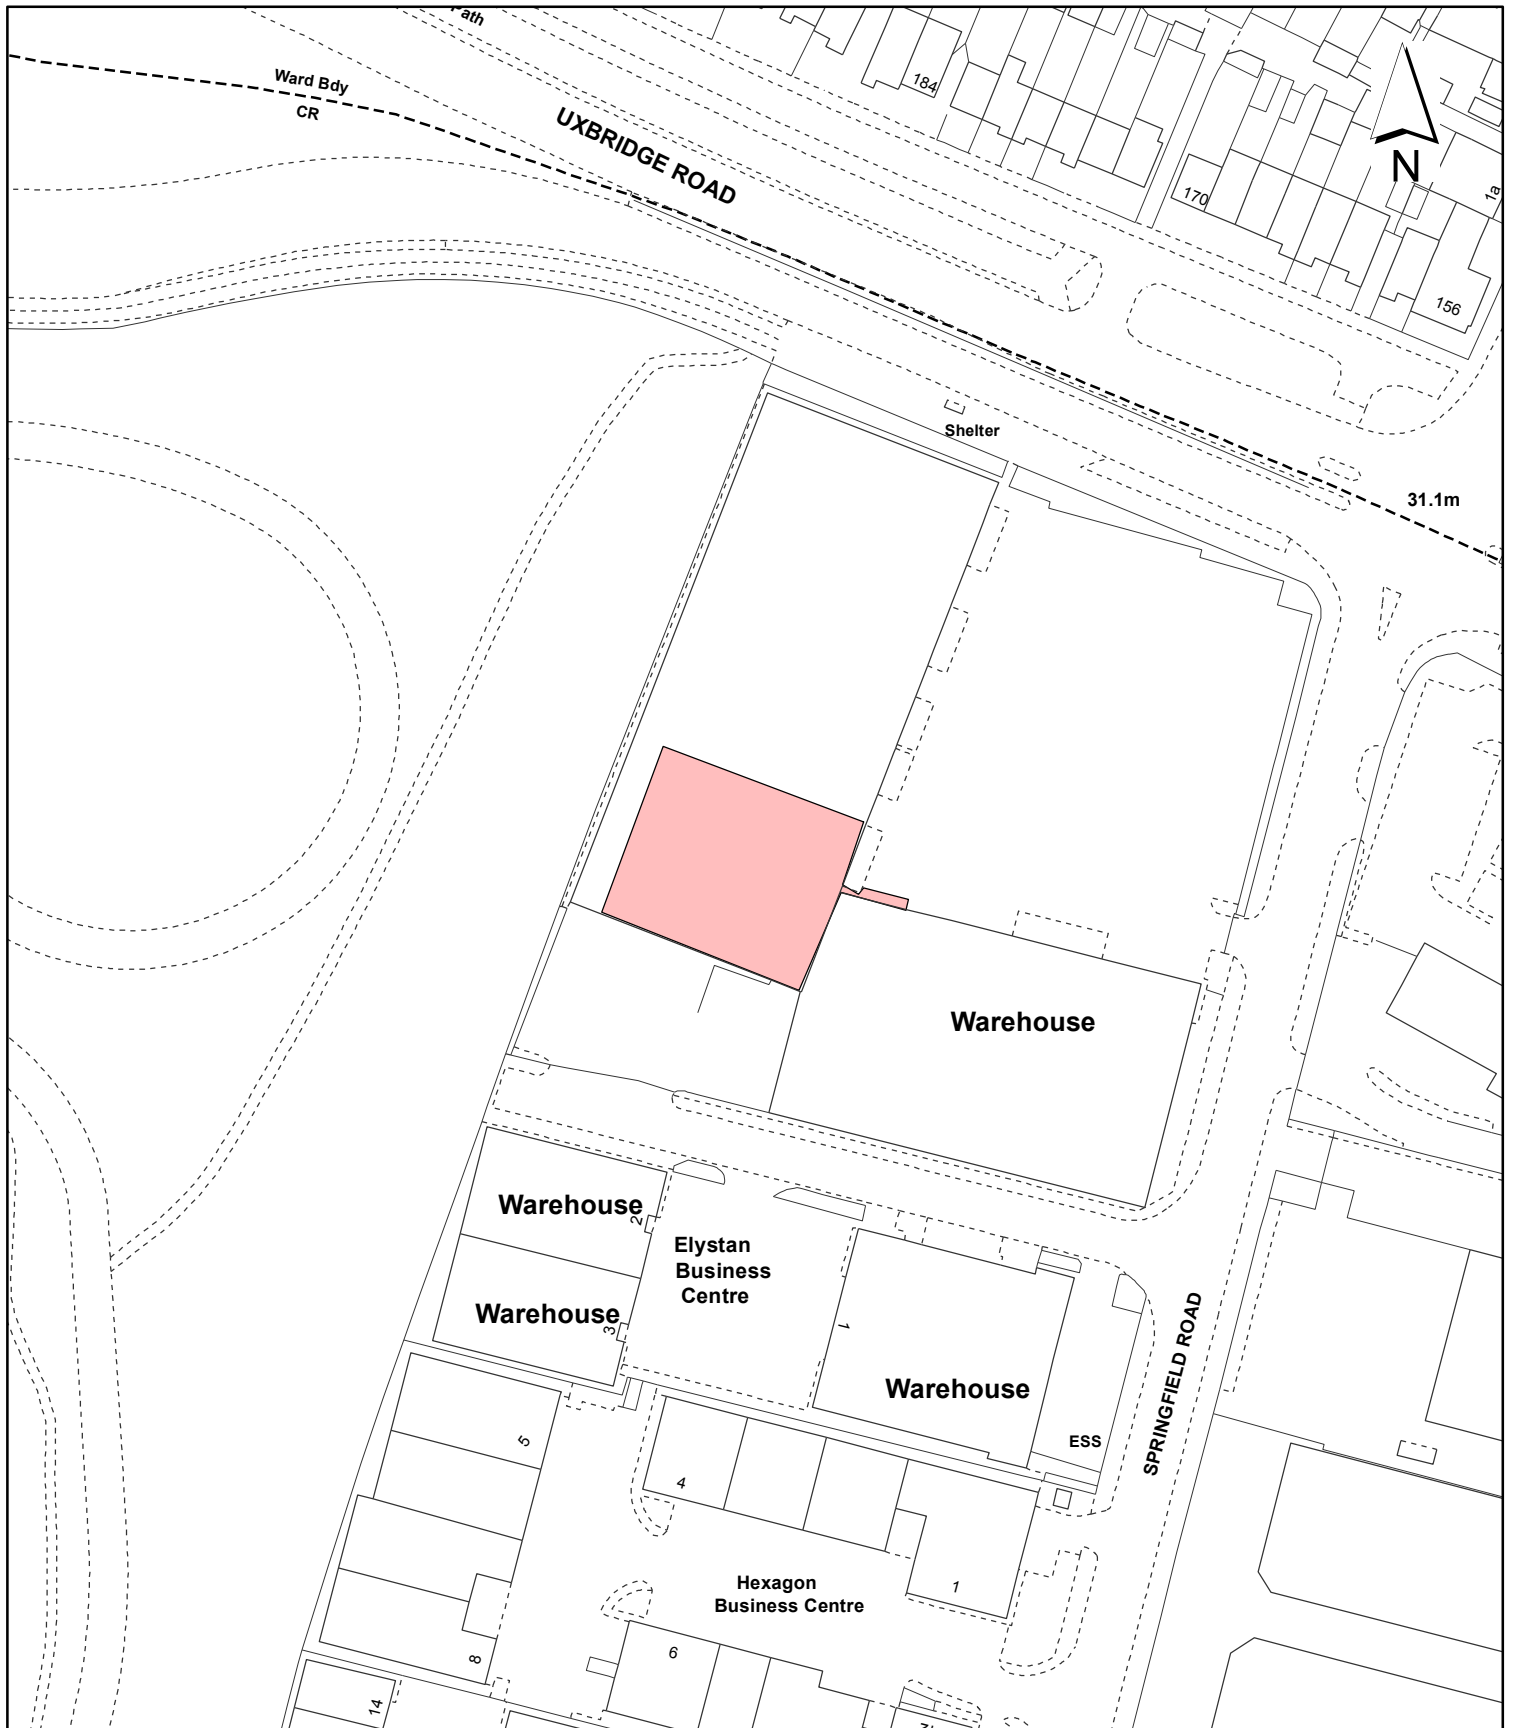 Path
Ward Bdy
CR
UXBRIDGE ROAD
184
N
170
1a
156
Shelter
31.1m
Warehouse
Warehouse
2
Elystan
Business
Centre
Warehouse
3
1
Warehouse
SPRINGFIELD ROAD
ESS
5
4
Hexagon
Business Centre
1
6
8
14